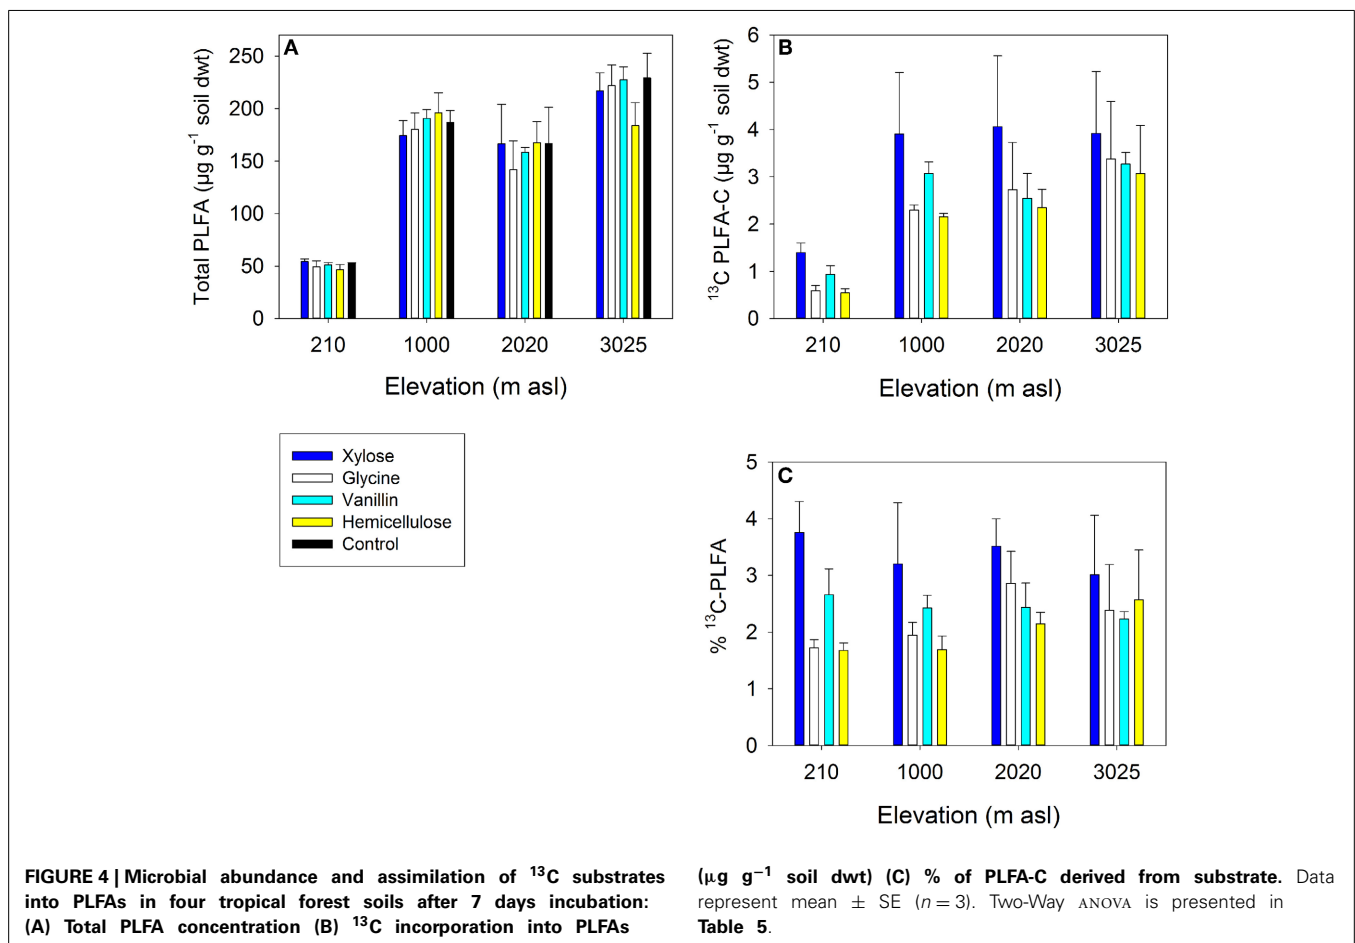 A
Total PLFA (µg g⁻¹ soil dwt)
250
200
150
100
50
0
210 1000 2020 3025
Elevation (m asl)
B
¹³C PLFA-C (µg g⁻¹ soil dwt)
6
5
4
3
2
1
0
210 1000 2020 3025
Elevation (m asl)
Xylose
Glycine
Vanillin
Hemicellulose
Control
C
% ¹³C-PLFA
5
4
3
2
1
0
210 1000 2020 3025
Elevation (m asl)
FIGURE 4 | Microbial abundance and assimilation of ¹³C substrates
into PLFAs in four tropical forest soils after 7 days incubation:
(A) Total PLFA concentration (B) ¹³C incorporation into PLFAs
(µg g⁻¹ soil dwt) (C) % of PLFA-C derived from substrate. Data
represent mean ± SE (n = 3). Two-Way ANOVA is presented in
Table 5.